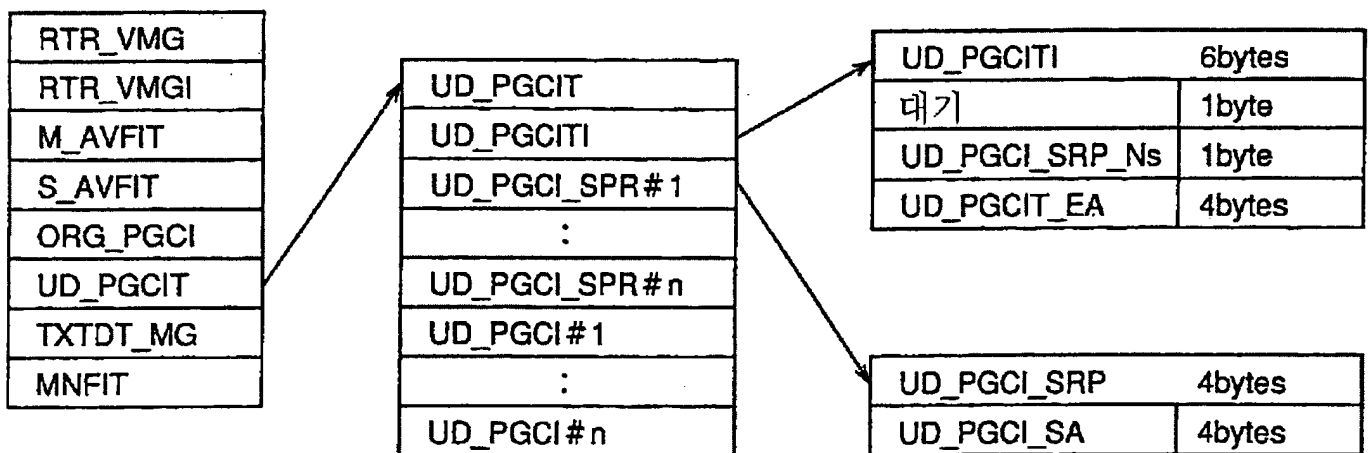 RTR_VMG
RTR_VMGI
M_AVFIT
S_AVFIT
ORG_PGCI
UD_PGCIT
TXTDT_MG
MNFIT
UD_PGCIT
UD_PGCITI
UD_PGCI_SPR#1
:
UD_PGCI_SPR#n
UD_PGCI#1
:
UD_PGCI#n
UD_PGCITI 6bytes
대기 1byte
UD_PGCI_SRP_Ns 1byte
UD_PGCIT_EA 4bytes
UD_PGCI_SRP 4bytes
UD_PGCI_SA 4bytes